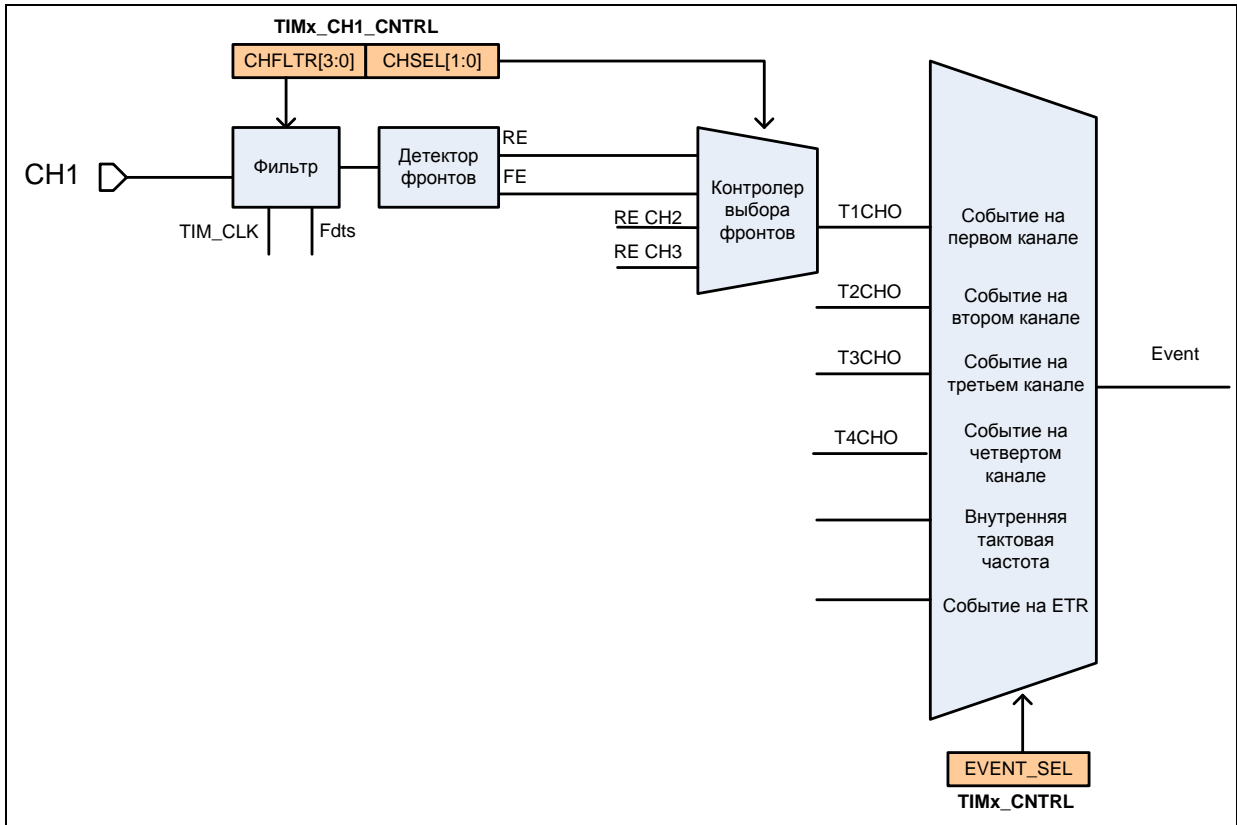 TIMx_CH1_CNTRL
CHFLTR[3:0]
CHSEL[1:0]
CH1
Фильтр
TIM_CLK
Fdts
Детектор
фронтов
RE
FE
RE CH2
RE CH3
Контролер
выбора
фронтов
T1CHO
T2CHO
T3CHO
T4CHO
Событие на
первом канале
Событие на
втором канале
Событие на
третьем канале
Событие на
четвертом
канале
Внутренняя
тактовая
частота
Событие на ETR
Event
EVENT_SEL
TIMx_CNTRL